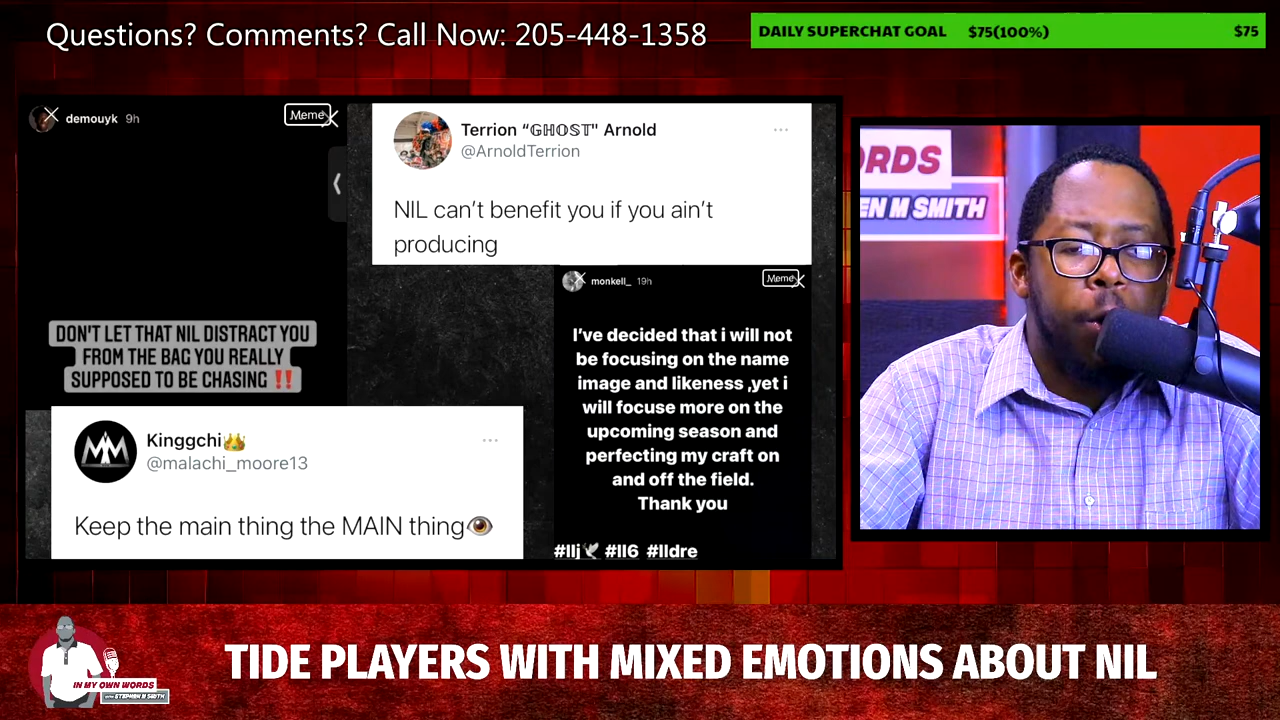 Questions? Comments? Call Now: 205-448-1358
DAILY SUPERCHAT GOAL $75(100%) $75
demouyk 9h
Meme
DON'T LET THAT NIL DISTRACT YOU
FROM THE BAG YOU REALLY
SUPPOSED TO BE CHASING ‼️
Terrion “𝔾ℍ𝕆𝕊𝕋" Arnold
@ArnoldTerrion
NIL can’t benefit you if you ain’t
producing
Kinggchi👑
@malachi_moore13
Keep the main thing the MAIN thing👁️
monkell_ 19h
Meme
I’ve decided that i will not
be focusing on the name
image and likeness ,yet i
will focuse more on the
upcoming season and
perfecting my craft on
and off the field.
Thank you
#llj🕊️ #ll6 #lldre
ORDS
EN M SMITH
IN MY OWN WORDS
WITH STEPHEN M SMITH
TIDE PLAYERS WITH MIXED EMOTIONS ABOUT NIL